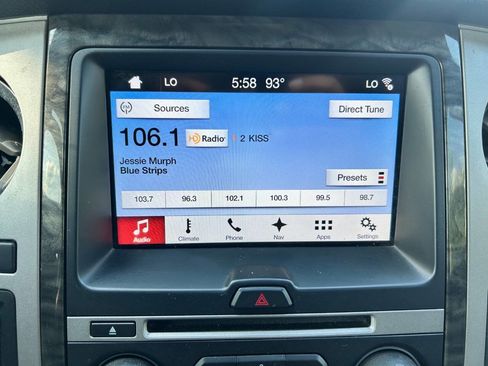 LO 5:58 93° LO
FM Sources Direct Tune
106.1 HD Radio 2 KISS
Jessie Murph
Blue Strips
Presets
103.7 96.3 102.1 100.3 99.5 98.7
Audio Climate Phone Nav Apps Settings